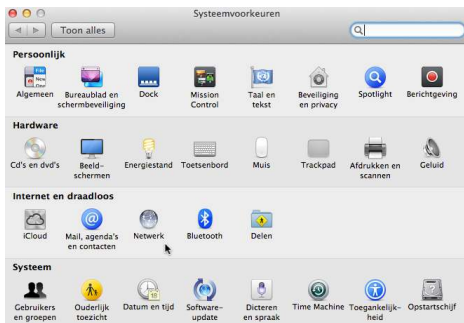 Systeemvoorkeuren
Toon alles
Persoonlijk
Algemeen Bureaublad en schermbeveiliging Dock Mission Control Taal en tekst Beveiliging en privacy Spotlight Berichtgeving
Hardware
Cd's en dvd's Beeld-schermen Energiestand Toetsenbord Muis Trackpad Afdrukken en scannen Geluid
Internet en draadloos
iCloud Mail, agenda's en contacten Netwerk Bluetooth Delen
Systeem
Gebruikers en groepen Ouderlijk toezicht Datum en tijd Software-update Dicteren en spraak Time Machine Toegankelijk-heid Opstartschijf